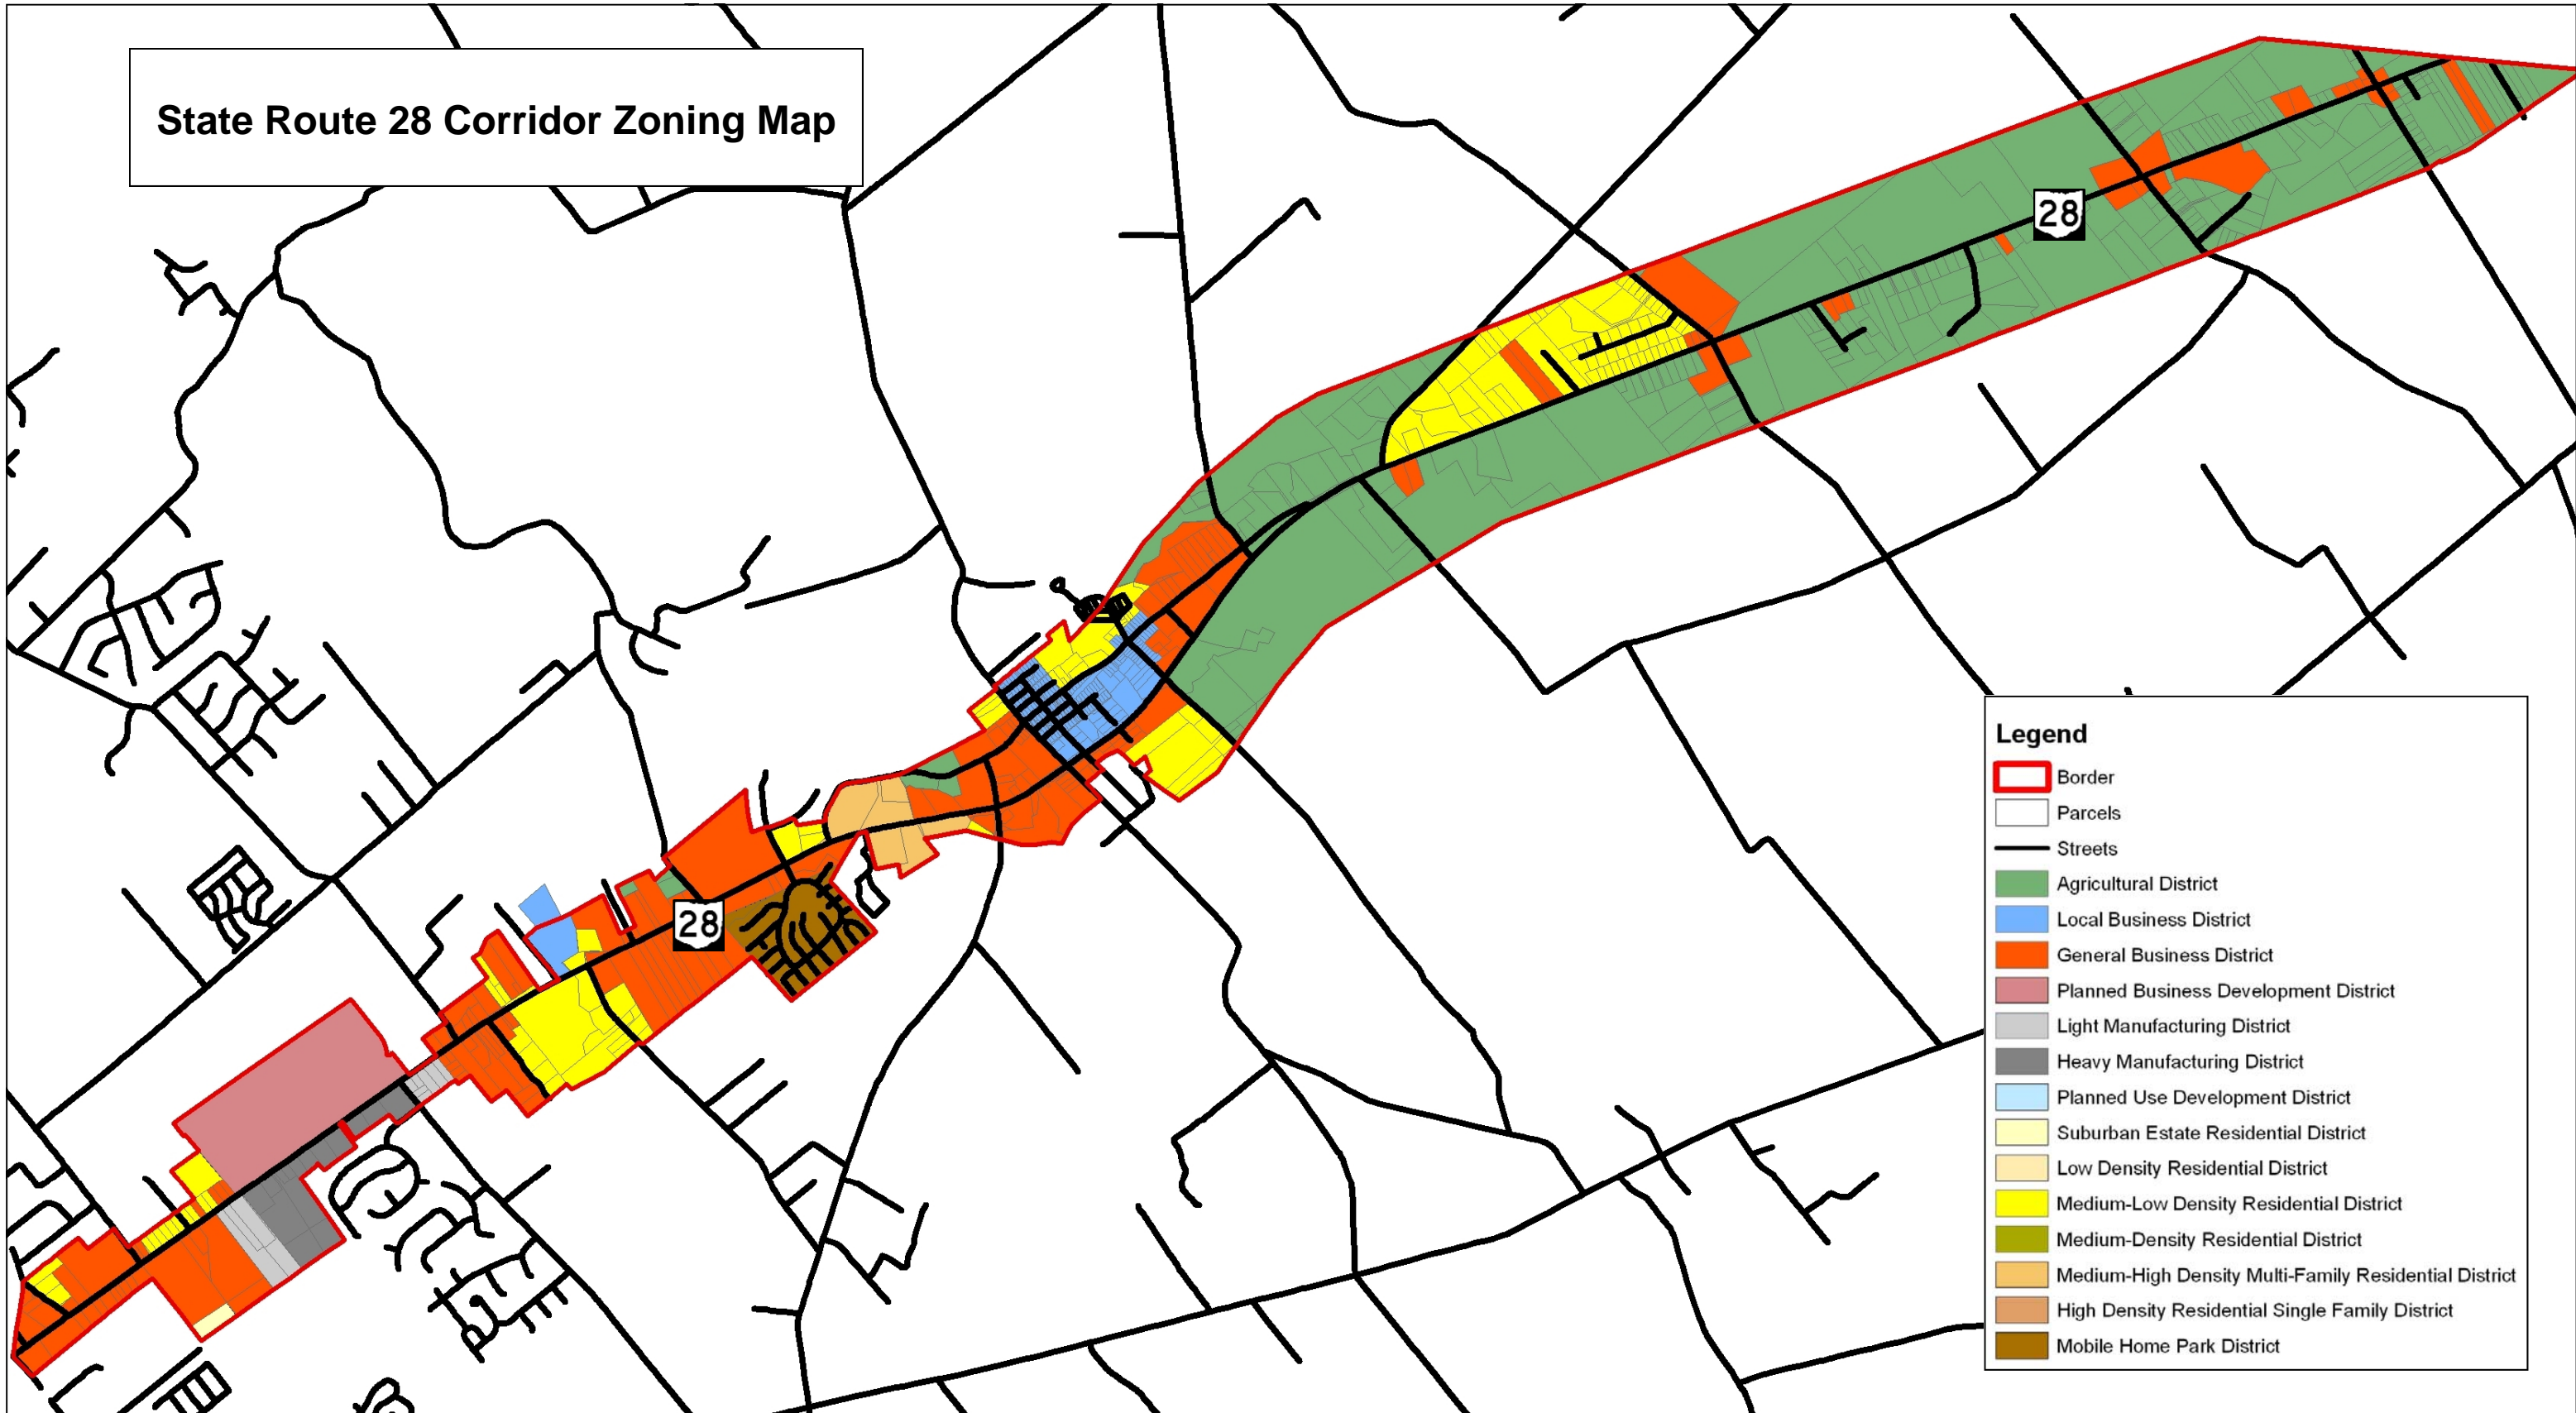 State Route 28 Corridor Zoning Map
28
28
Legend
Border
Parcels
Streets
Agricultural District
Local Business District
General Business District
Planned Business Development District
Light Manufacturing District
Heavy Manufacturing District
Planned Use Development District
Suburban Estate Residential District
Low Density Residential District
Medium-Low Density Residential District
Medium-Density Residential District
Medium-High Density Multi-Family Residential District
High Density Residential Single Family District
Mobile Home Park District